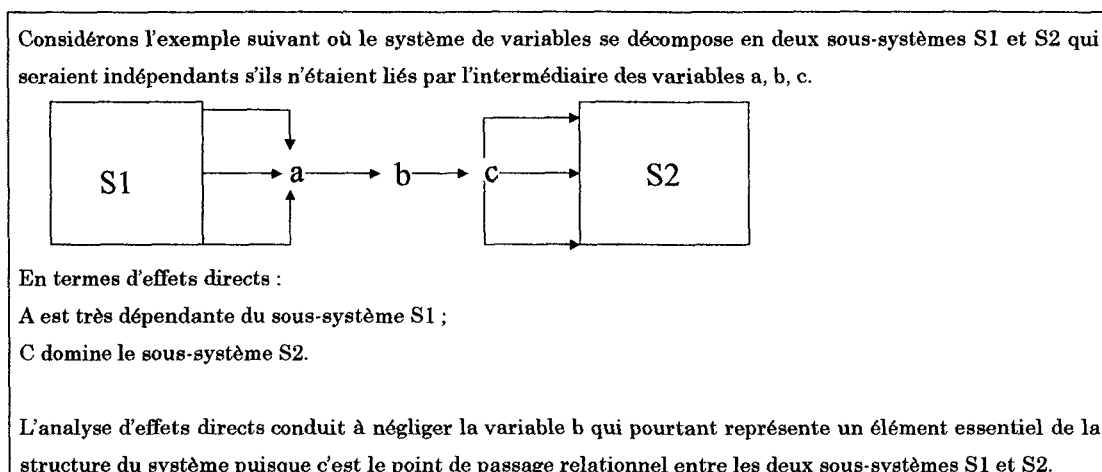 Considérons l'exemple suivant où le système de variables se décompose en deux sous-systèmes S1 et S2 qui
seraient indépendants s'ils n'étaient liés par l'intermédiaire des variables a, b, c.
S1 a b c S2
En termes d'effets directs :
A est très dépendante du sous-système S1 ;
C domine le sous-système S2.
L'analyse d'effets directs conduit à négliger la variable b qui pourtant représente un élément essentiel de la
structure du système puisque c'est le point de passage relationnel entre les deux sous-systèmes S1 et S2.